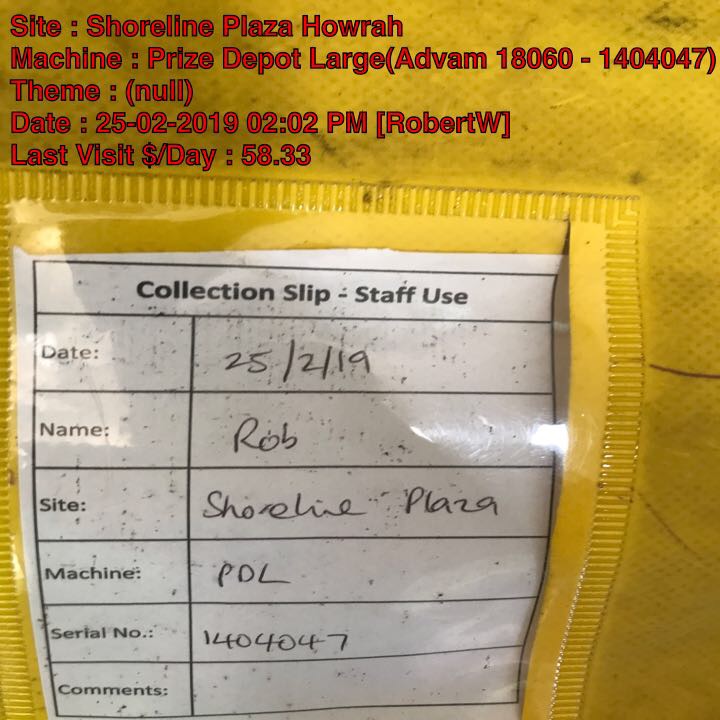 Site : Shoreline Plaza Howrah
Machine : Prize Depot Large(Advam 18060 - 1404047)
Theme : (null)
Date : 25-02-2019 02:02 PM [RobertW]
Last Visit $/Day : 58.33
Collection Slip - Staff Use
Date: 25/2/19
Name: Rob
Site: Shoreline Plaza
Machine: PDL
Serial No.: 1404047
Comments: